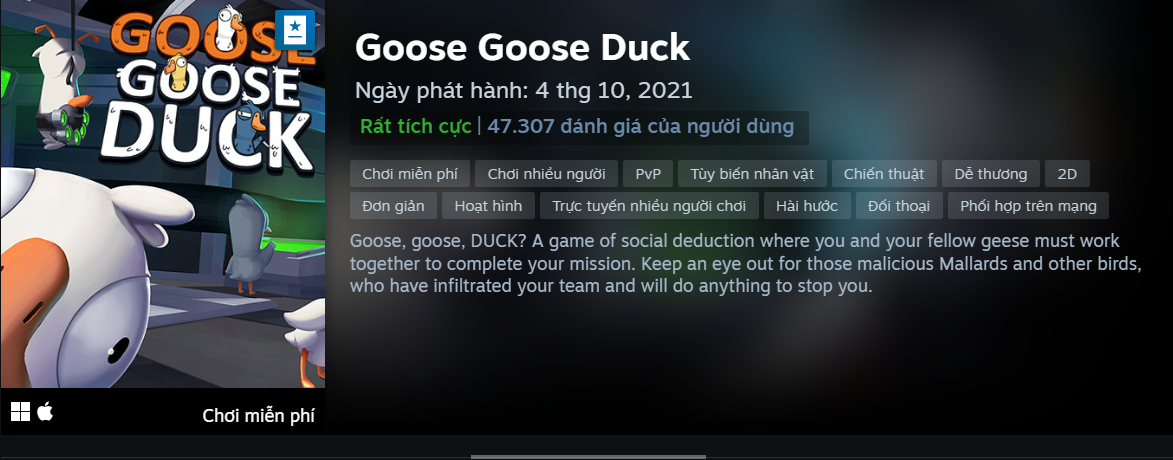 GOOSE
GOOSE
DUCK
Goose Goose Duck
Ngày phát hành: 4 thg 10, 2021
Rất tích cực | 47.307 đánh giá của người dùng
Chơi miễn phí Chơi nhiều người PvP Tùy biến nhân vật Chiến thuật Dễ thương 2D
Đơn giản Hoạt hình Trực tuyến nhiều người chơi Hài hước Đối thoại Phối hợp trên mạng
Goose, goose, DUCK? A game of social deduction where you and your fellow geese must work
together to complete your mission. Keep an eye out for those malicious Mallards and other birds,
who have infiltrated your team and will do anything to stop you.
Chơi miễn phí